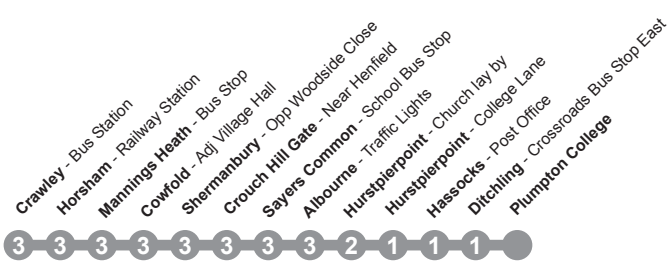 Crawley - Bus Station
Horsham - Railway Station
Mannings Heath - Bus Stop
Cowfold - Adj Village Hall
Shermanbury - Opp Woodside Close
Crouch Hill Gate - Near Henfield
Sayers Common - School Bus Stop
Albourne - Traffic Lights
Hurstpierpoint - Church lay by
Hurstpierpoint - College Lane
Hassocks - Post Office
Ditchling - Crossroads Bus Stop East
Plumpton College
3 3 3 3 3 3 3 3 2 1 1 1